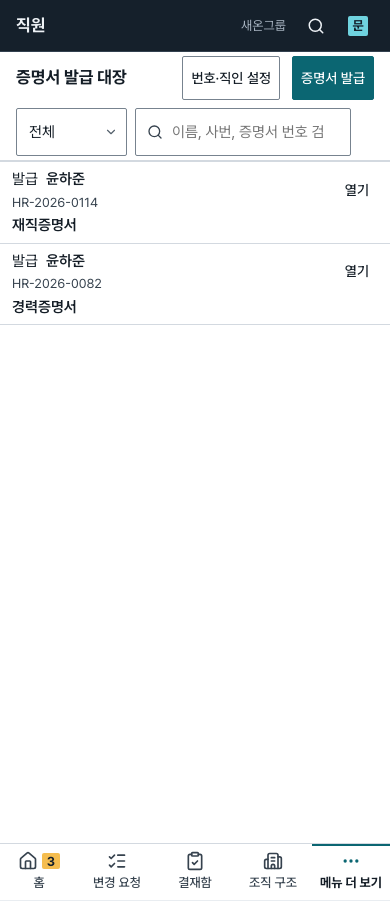 직원 새온그룹 문
증명서 발급 대장 번호·직인 설정 증명서 발급
전체 이름, 사번, 증명서 번호 검
발급 윤하준
열기
HR-2026-0114
재직증명서
발급 윤하준
열기
HR-2026-0082
경력증명서
3
홈 변경 요청 결재함 조직 구조 메뉴 더 보기